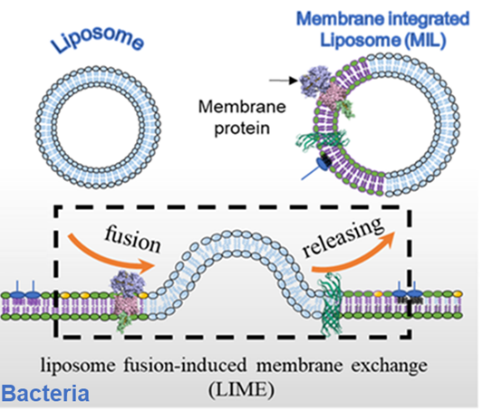 Liposome
Membrane integrated
Liposome (MIL)
Membrane
protein
fusion
releasing
liposome fusion-induced membrane exchange
(LIME)
Bacteria